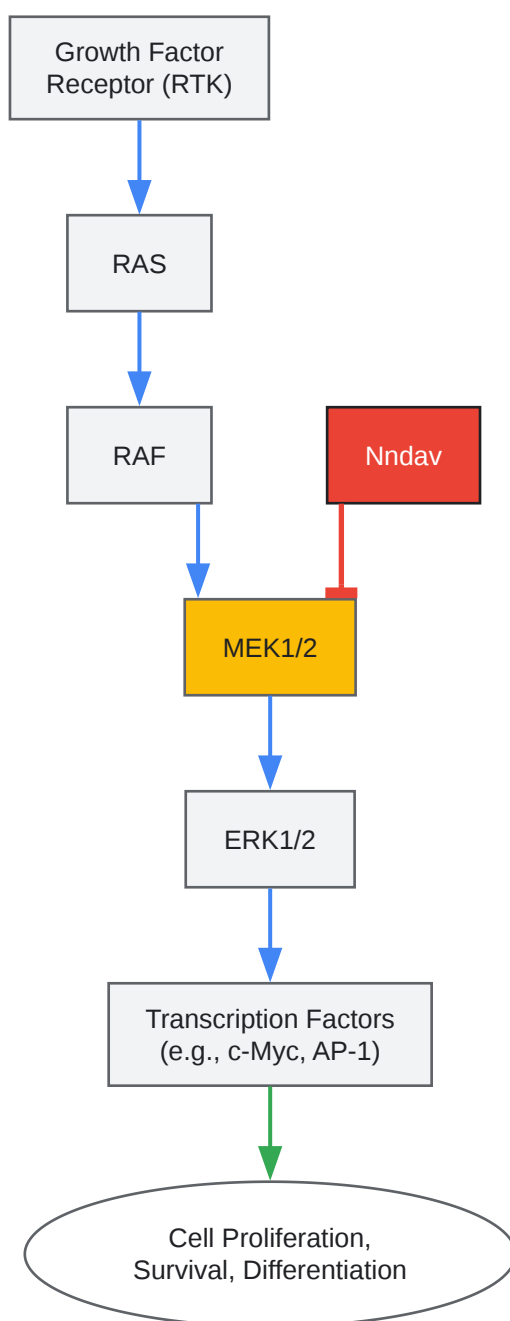 Growth Factor
Receptor (RTK)
RAS
RAF
Nndav
MEK1/2
ERK1/2
Transcription Factors
(e.g., c-Myc, AP-1)
Cell Proliferation,
Survival, Differentiation